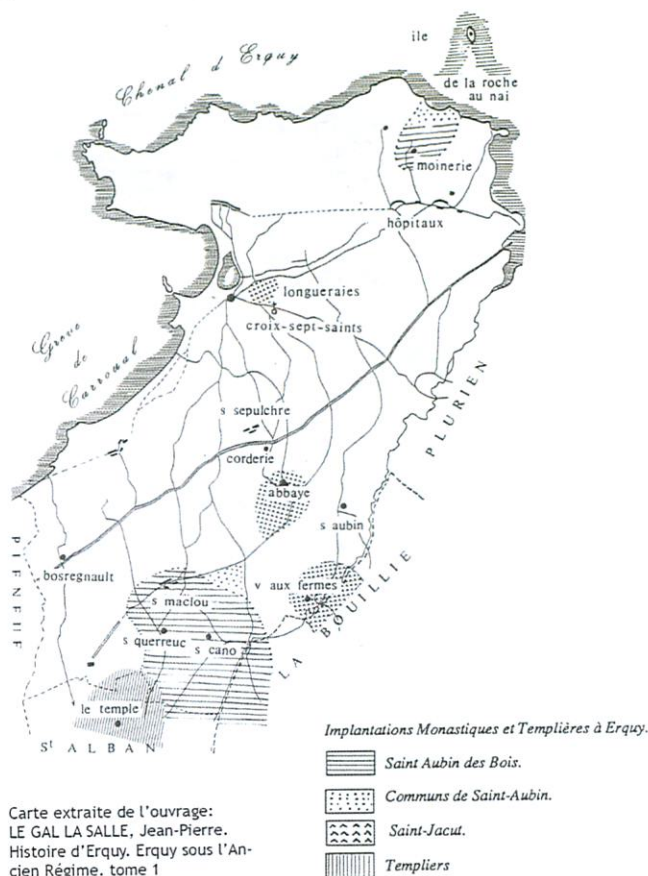 ile
de la roche
au nai
Chenal d'Erquy
moinerie
hôpitaux
longueraies
croix-sept-saints
Greve
de
Carroual
s sepulchre
corderie
abbaye
s aubin
PLURIEN
PLENEUF
bosregnault
v aux fermes
s maclou
LA BOUILLIE
s querreuc
s cano
le temple
St ALBAN
Implantations Monastiques et Templières à Erquy.
Saint Aubin des Bois.
Communs de Saint-Aubin.
Saint-Jacut.
Templiers
Carte extraite de l'ouvrage:
LE GAL LA SALLE, Jean-Pierre.
Histoire d'Erquy. Erquy sous l'An-
cien Régime, tome 1